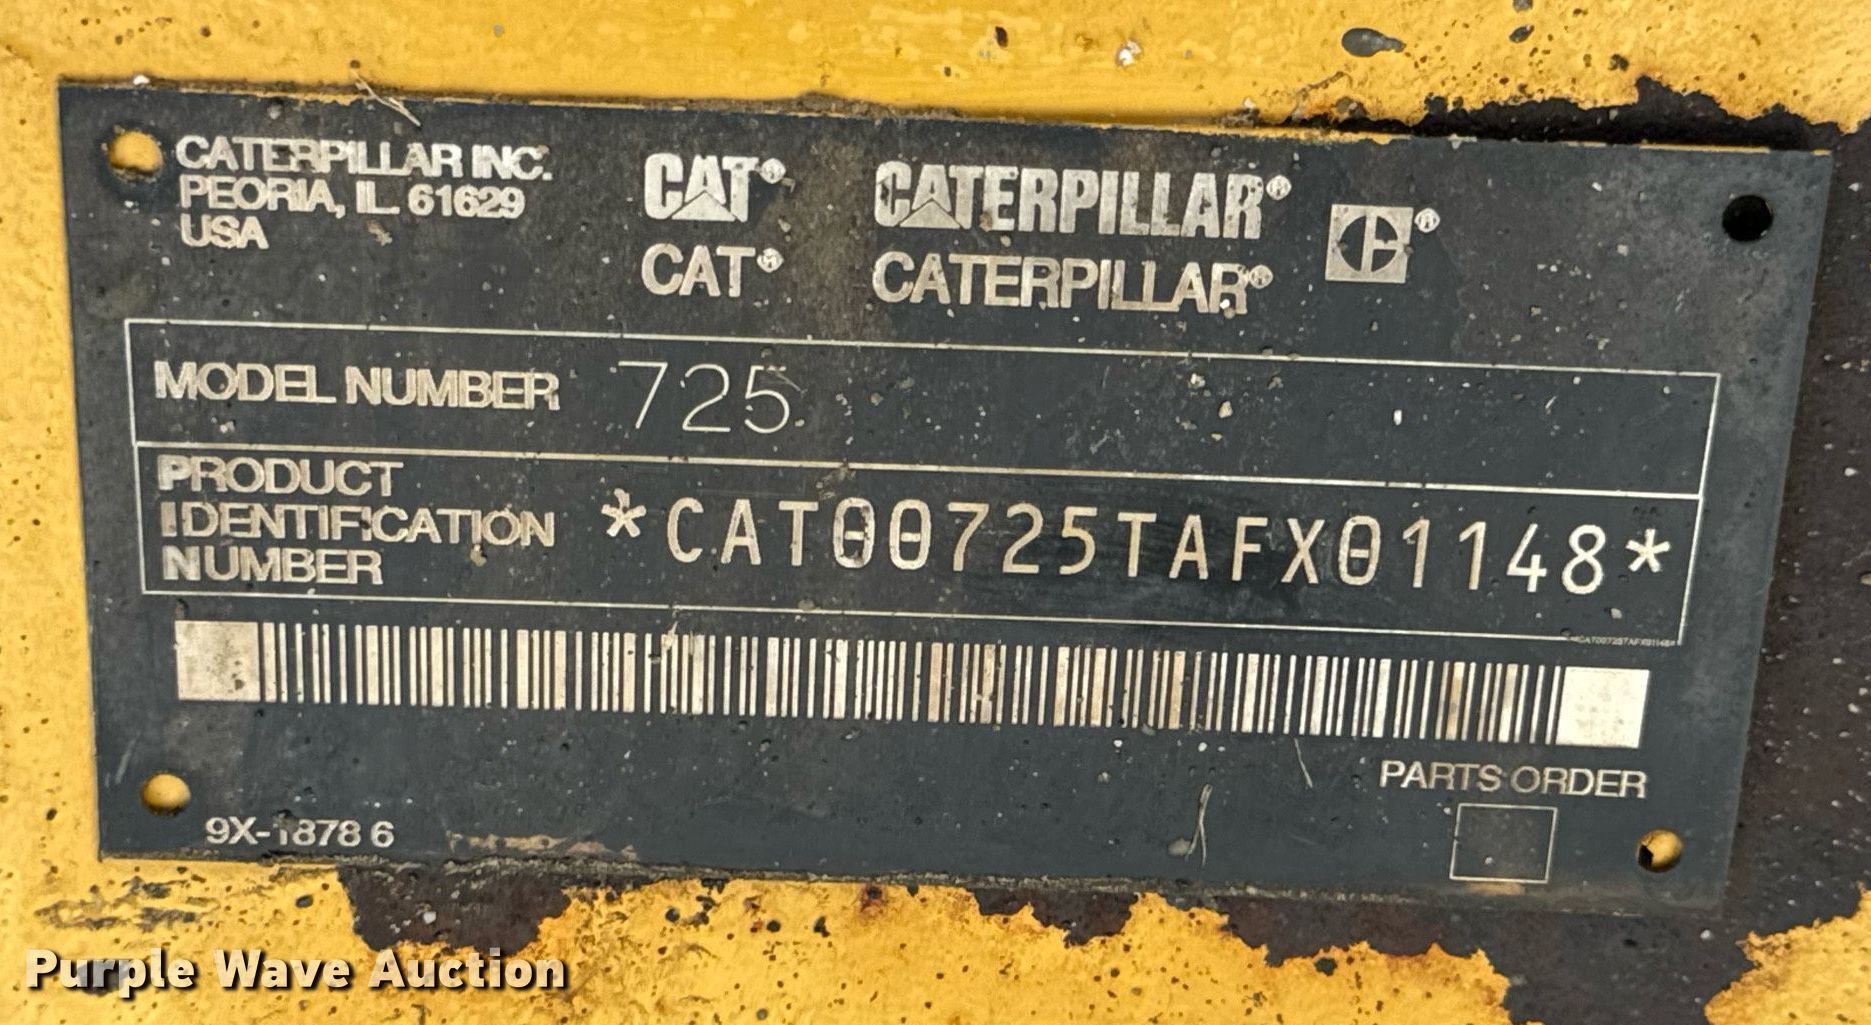 CATERPILLAR INC.
PEORIA, IL 61629
USA
CAT® CATERPILLAR® ®
CAT® CATERPILLAR®
MODEL NUMBER 725
PRODUCT
IDENTIFICATION
NUMBER
*CAT00725TAFX01148*
*CAT00725TAFX01148*
PARTS ORDER
9X-1878 6
Purple Wave Auction